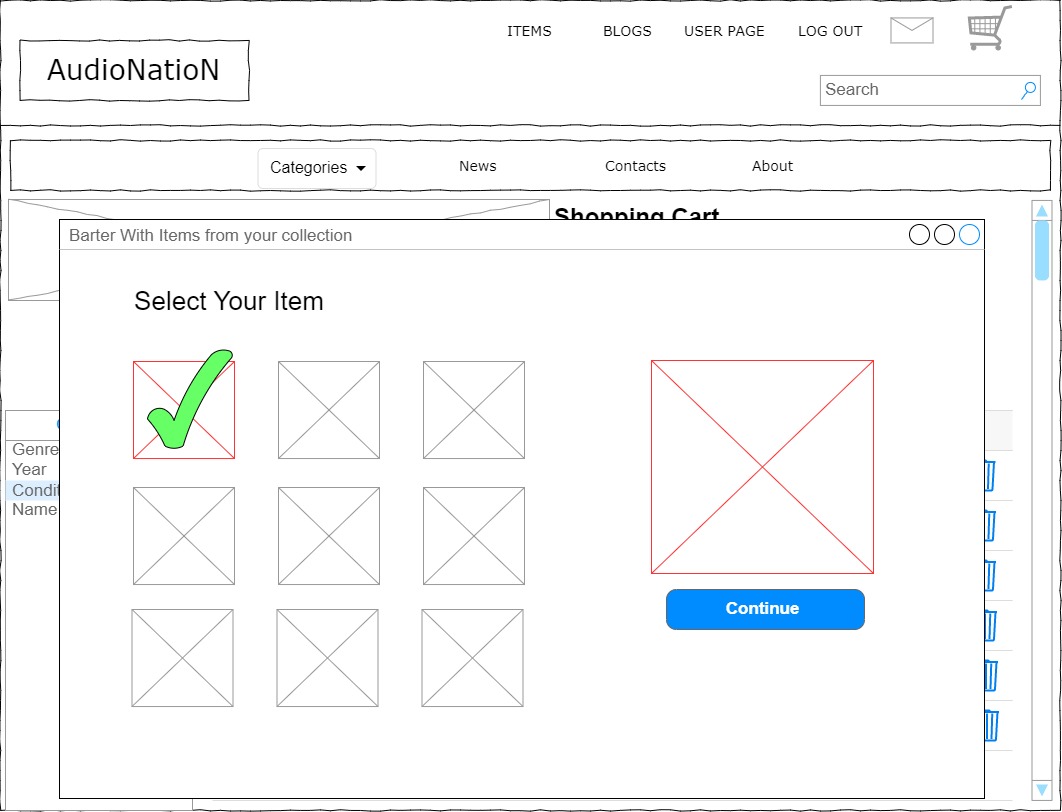 ITEMS
BLOGS
USER PAGE
LOG OUT
AudioNatioN
Search
Categories
News
Contacts
About
Shopping Cart
Barter With Items from your collection
Select Your Item
Genre
Year
Name
Continue